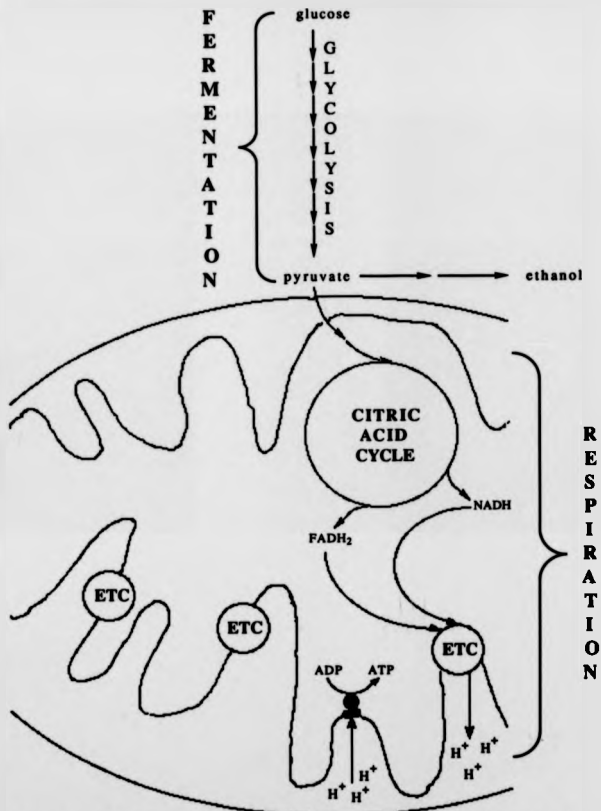 FERMENTATION
glucose
GLYCOLYSIS
pyruvate
ethanol
CITRIC
ACID
CYCLE
NADH
FADH₂
RESPIRATION
ETC
ETC
ETC
ADP
ATP
H⁺
H⁺
H⁺
H⁺
H⁺
H⁺